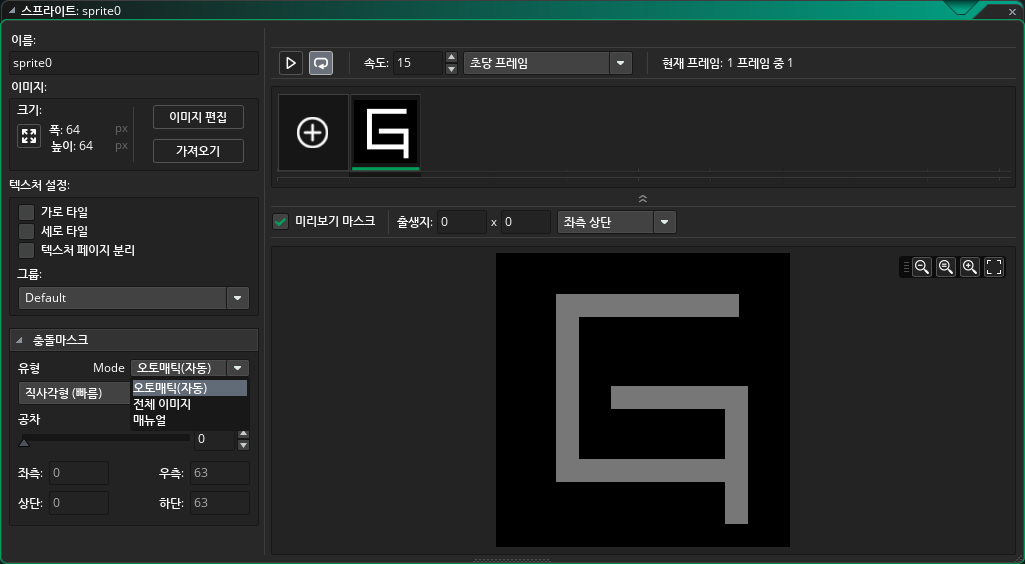 스프라이트: sprite0
이름:
sprite0
이미지:
크기:
폭: 64 px
높이: 64 px
이미지 편집
가져오기
텍스처 설정:
가로 타일
세로 타일
텍스처 페이지 분리
그룹:
Default
충돌마스크
유형 Mode 오토매틱(자동)
직사각형 (빠름)
오토매틱(자동)
전체 이미지
매뉴얼
공차
0
좌측: 0 우측: 63
상단: 0 하단: 63
속도: 15 초당 프레임 현재 프레임: 1 프레임 중 1
미리보기 마스크 출생지: 0 x 0 좌측 상단